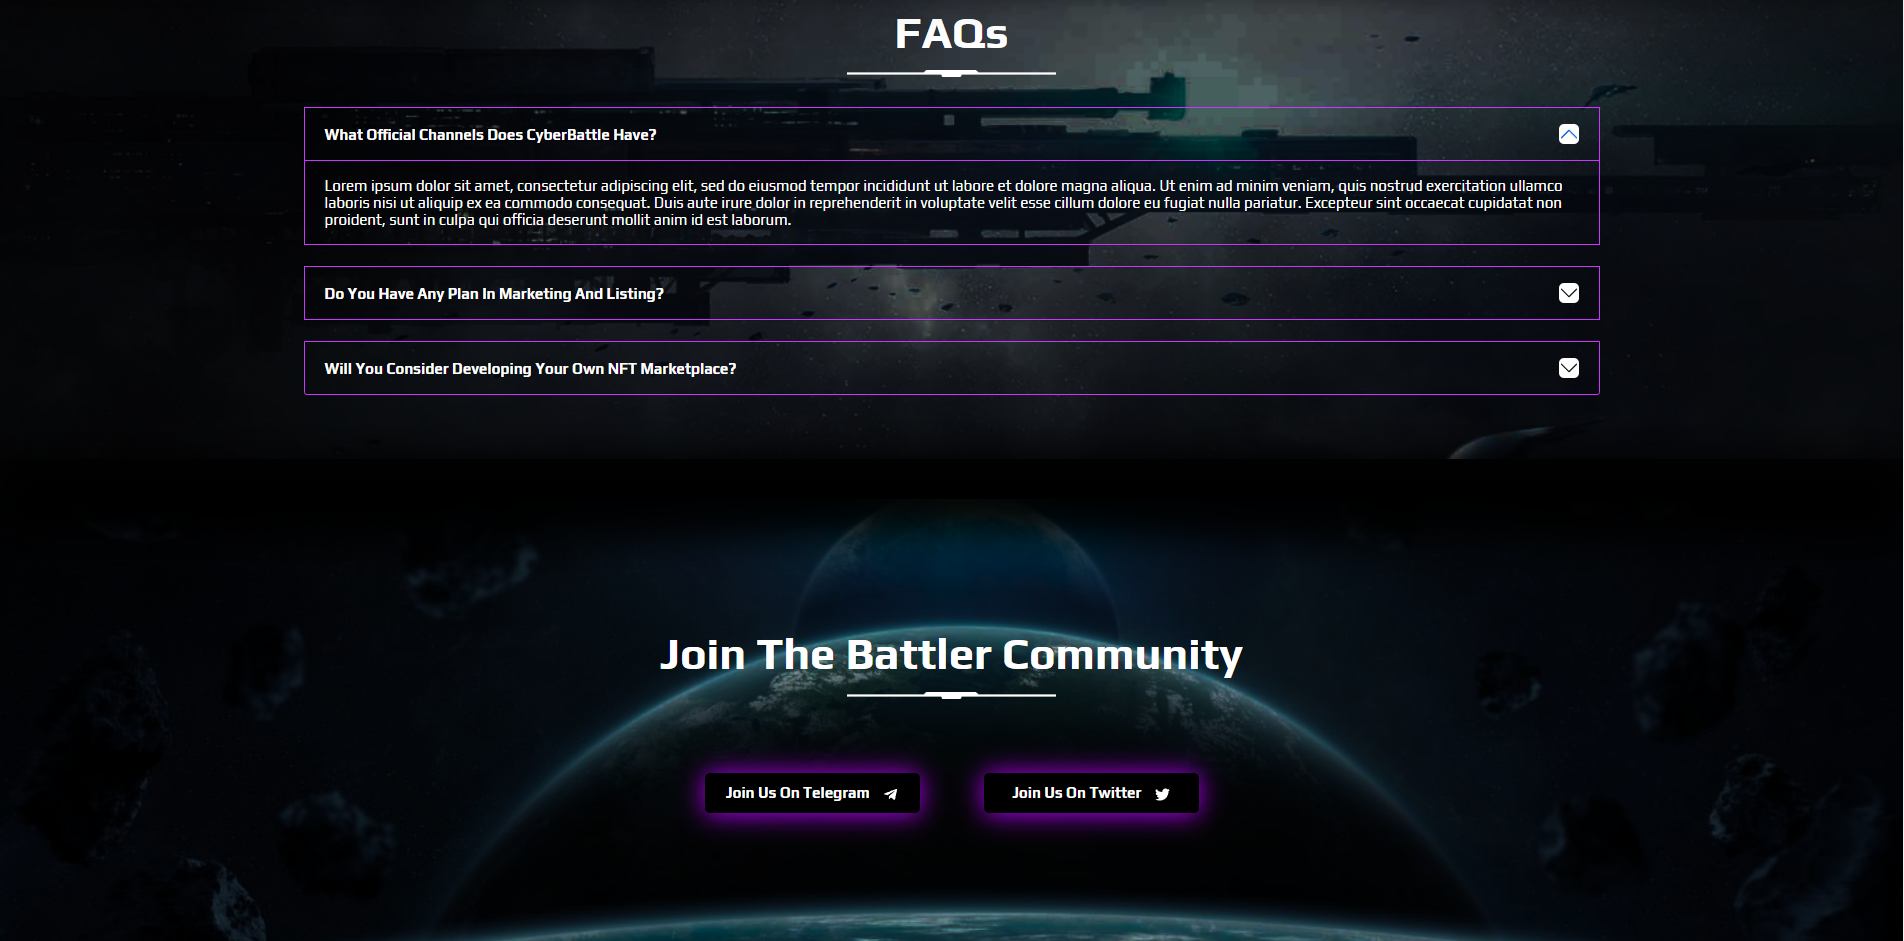 FAQs
What Official Channels Does CyberBattle Have?
Lorem ipsum dolor sit amet, consectetur adipiscing elit, sed do eiusmod tempor incididunt ut labore et dolore magna aliqua. Ut enim ad minim veniam, quis nostrud exercitation ullamco
laboris nisi ut aliquip ex ea commodo consequat. Duis aute irure dolor in reprehenderit in voluptate velit esse cillum dolore eu fugiat nulla pariatur. Excepteur sint occaecat cupidatat non
proident, sunt in culpa qui officia deserunt mollit anim id est laborum.
Do You Have Any Plan In Marketing And Listing?
Will You Consider Developing Your Own NFT Marketplace?
Join The Battler Community
Join Us On Telegram
Join Us On Twitter